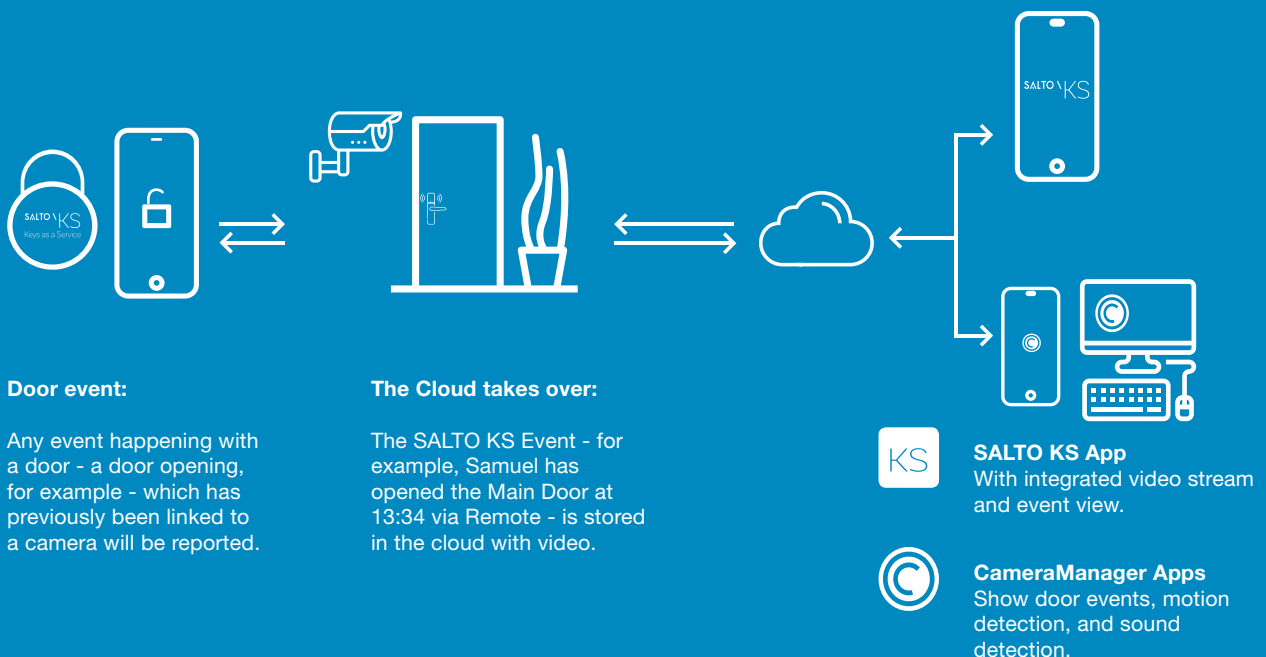 SALTO KS
SALTO KS
Keys as a Service
Door event:
Any event happening with
a door - a door opening,
for example - which has
previously been linked to
a camera will be reported.
The Cloud takes over:
The SALTO KS Event - for
example, Samuel has
opened the Main Door at
13:34 via Remote - is stored
in the cloud with video.
KS
SALTO KS App
With integrated video stream
and event view.
CameraManager Apps
Show door events, motion
detection, and sound
detection.